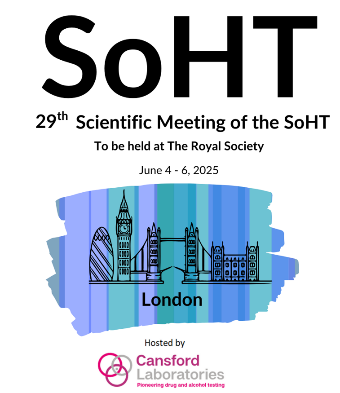 SoHT
29th Scientific Meeting of the SoHT
To be held at The Royal Society
June 4 - 6, 2025
London
Hosted by
Cansford
Laboratories
Pioneering drug and alcohol testing